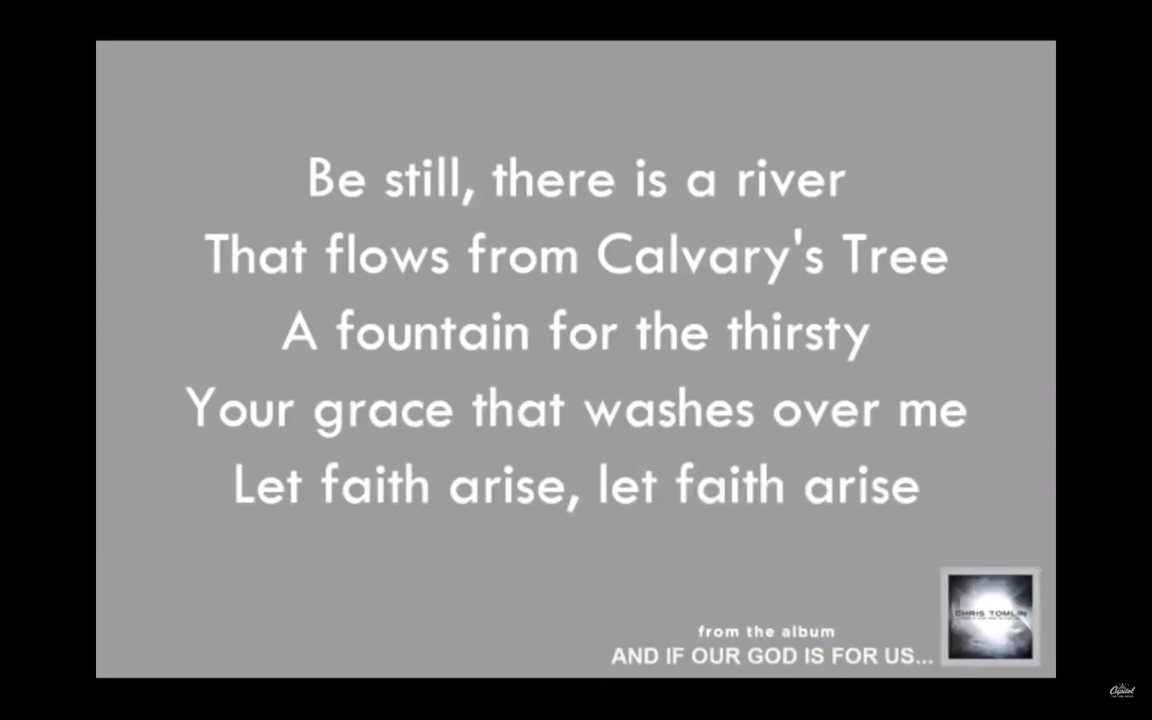 Be still, there is a river
That flows from Calvary's Tree
A fountain for the thirsty
Your grace that washes over me
Let faith arise, let faith arise
CHRIS TOMLIN
from the album
AND IF OUR GOD IS FOR US...
Capitol